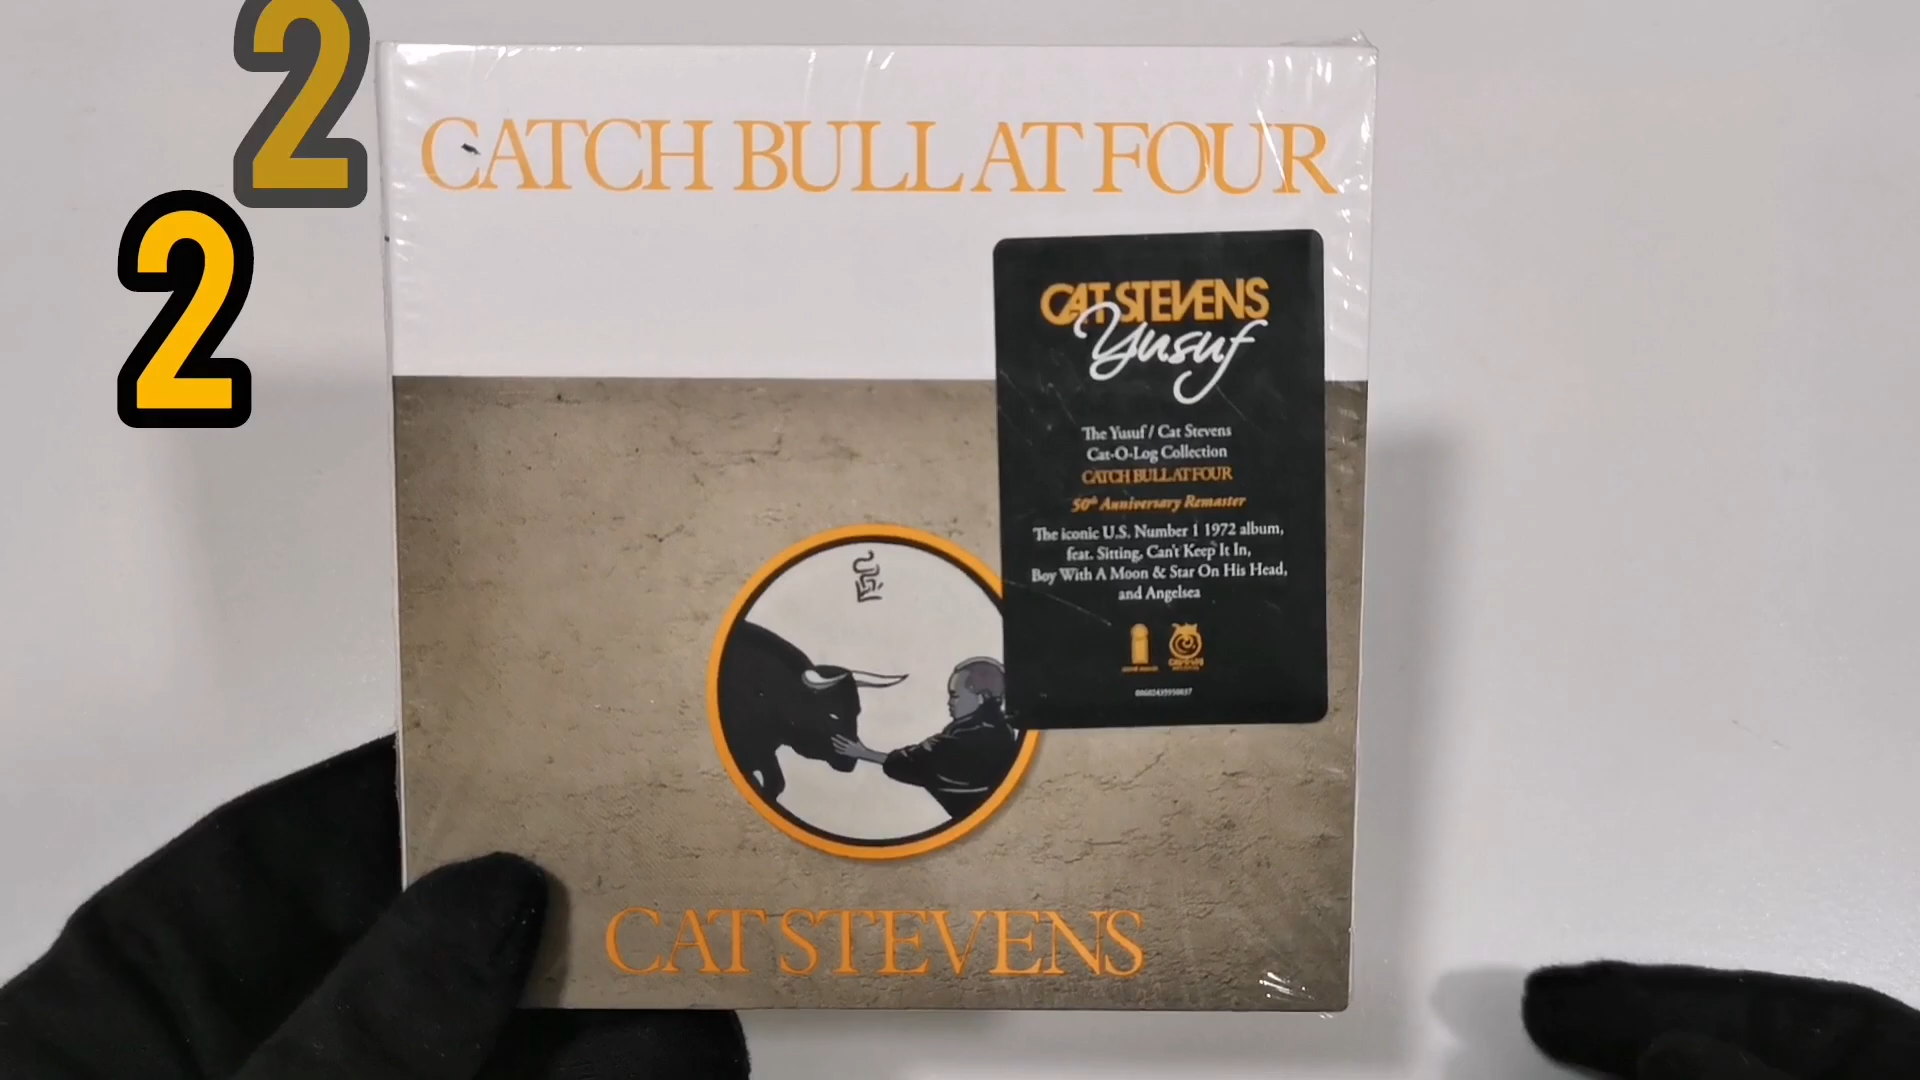 2
2
CATCH BULL AT FOUR
CAT STEVENS
Yusuf
The Yusuf / Cat Stevens
Cat-O-Log Collection
CATCH BULL AT FOUR
50th Anniversary Remaster
The iconic U.S. Number 1 1972 album,
feat. Sitting, Can't Keep It In,
Boy With A Moon & Star On His Head,
and Angelsea
CAT STEVENS